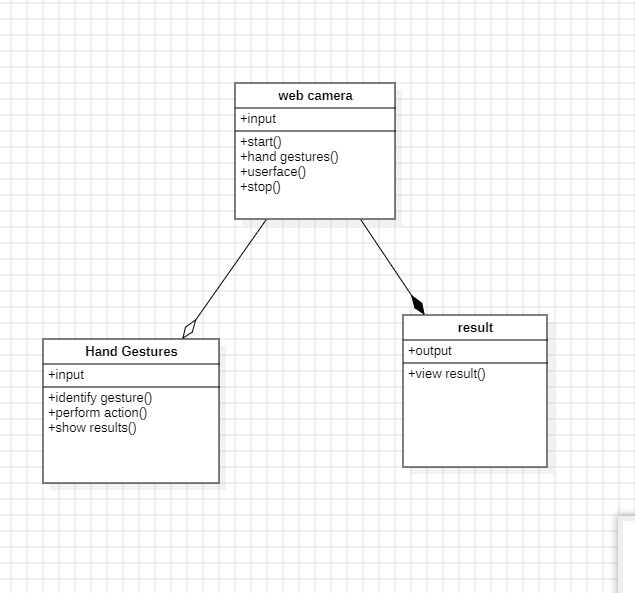 web camera
+input
+start()
+hand gestures()
+userface()
+stop()
Hand Gestures
+input
+identify gesture()
+perform action()
+show results()
result
+output
+view result()